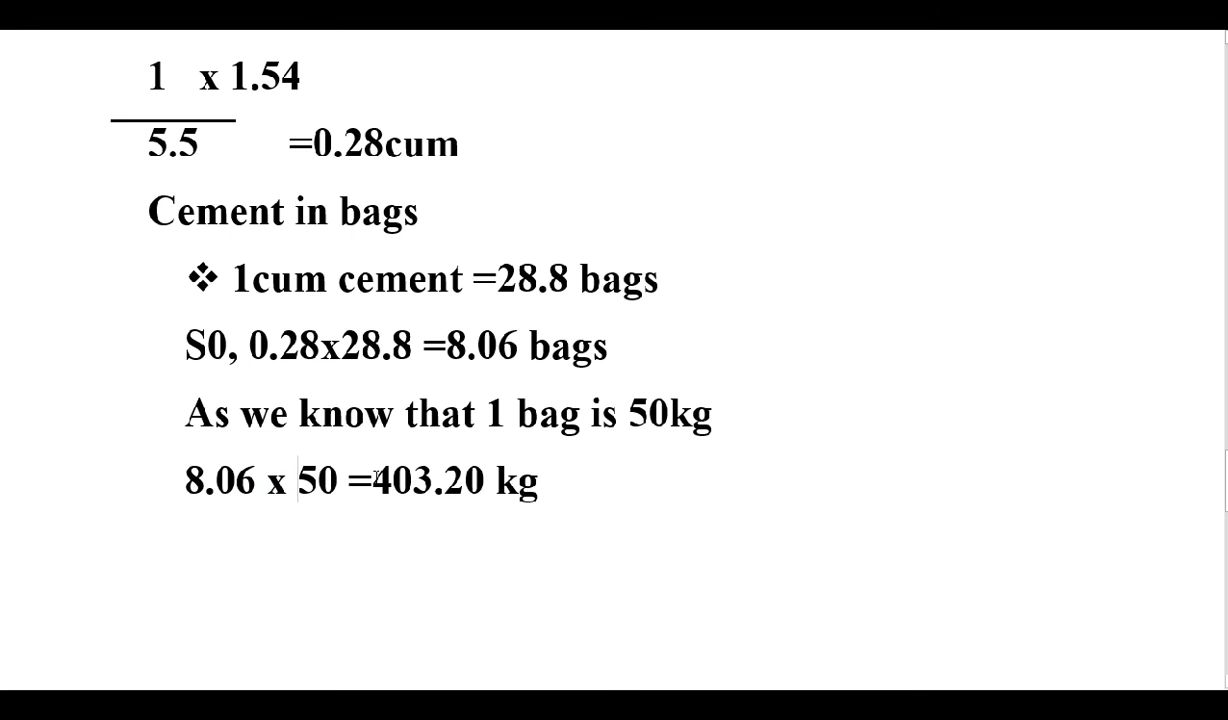 1 x 1.54
5.5 =0.28cum
Cement in bags
❖ 1cum cement =28.8 bags
S0, 0.28x28.8 =8.06 bags
As we know that 1 bag is 50kg
8.06 x 50 =403.20 kg